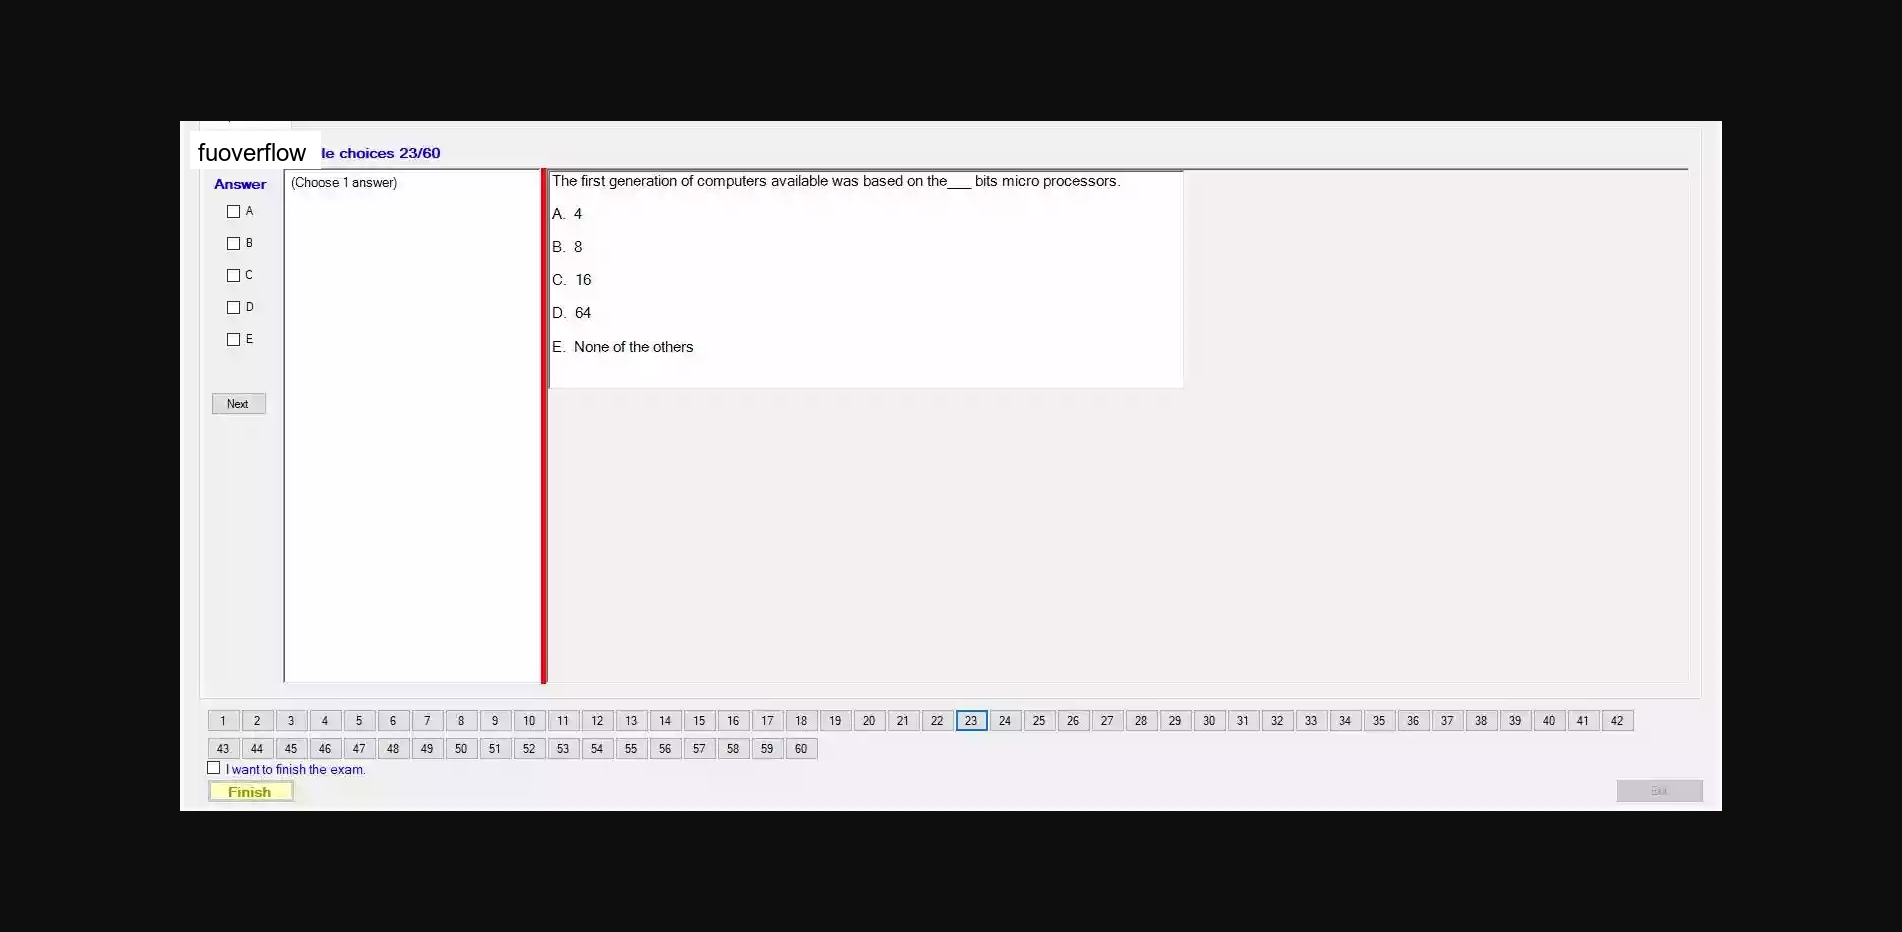 fuoverflow le choices 23/60
Answer
(Choose 1 answer)
A
B
C
D
E
Next
The first generation of computers available was based on the___ bits micro processors.
A. 4
B. 8
C. 16
D. 64
E. None of the others
1 2 3 4 5 6 7 8 9 10 11 12 13 14 15 16 17 18 19 20 21 22 23 24 25 26 27 28 29 30 31 32 33 34 35 36 37 38 39 40 41 42
43 44 45 46 47 48 49 50 51 52 53 54 55 56 57 58 59 60
I want to finish the exam.
Finish
Exit